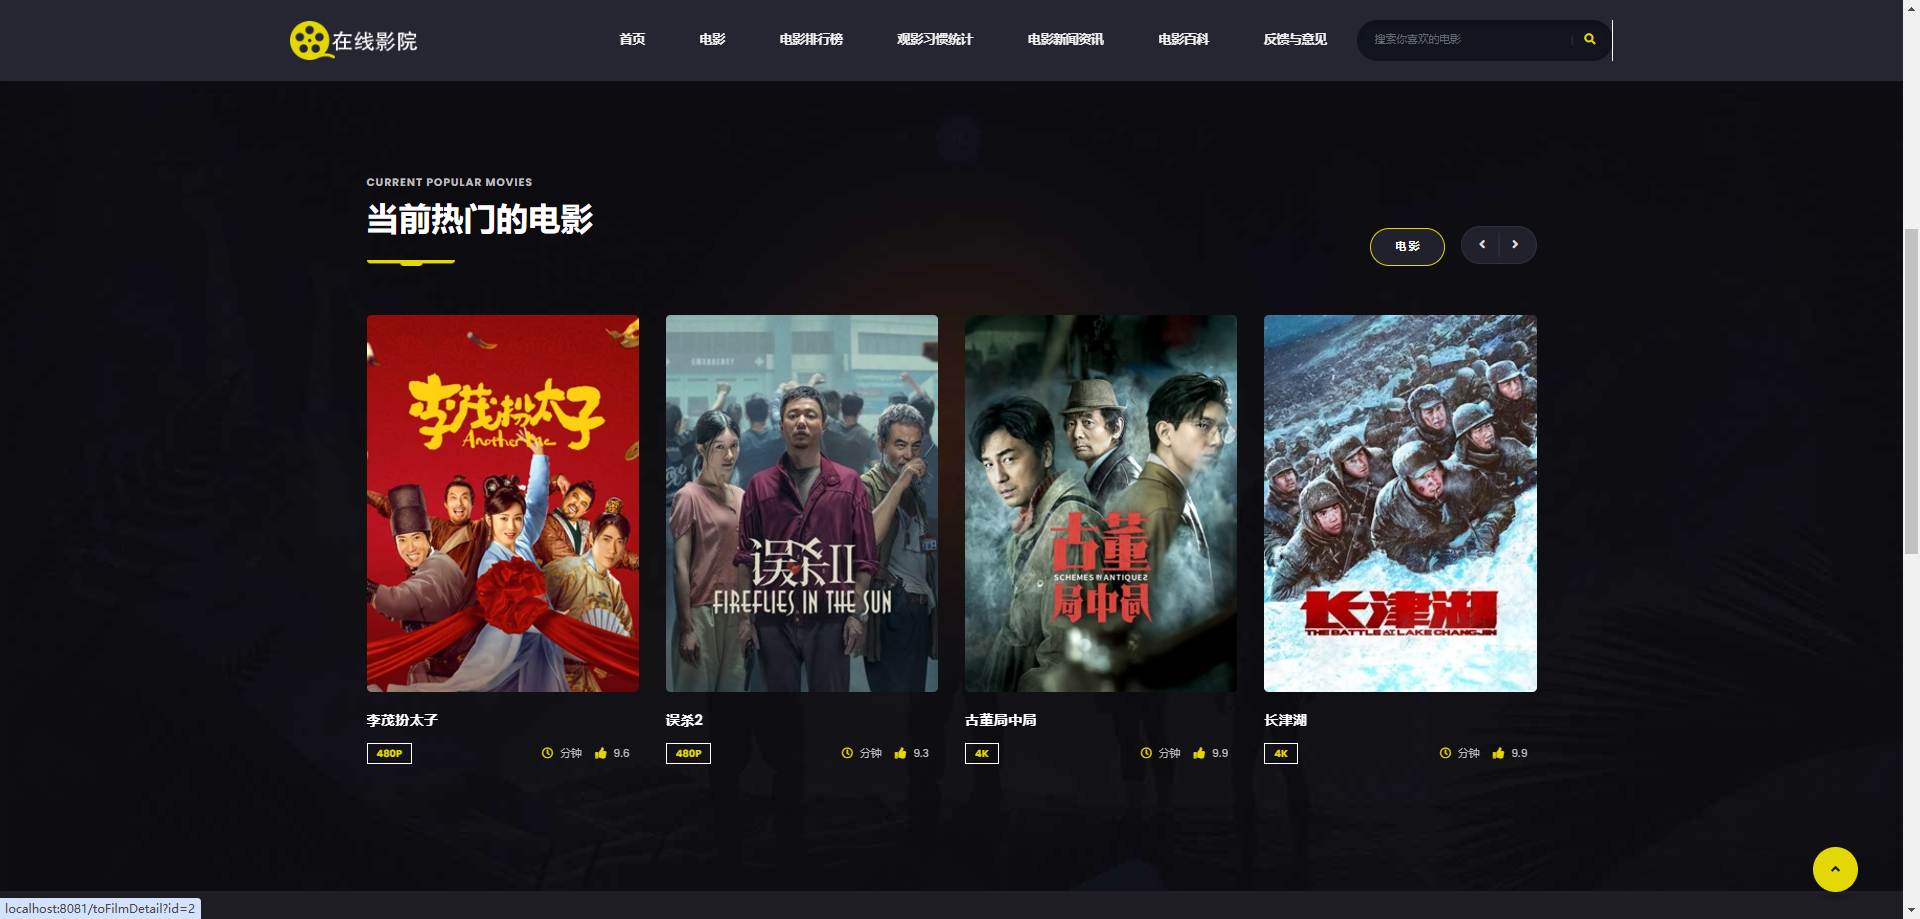 在线影院
首页
电影
电影排行榜
观影习惯统计
电影新闻资讯
电影百科
反馈与意见
搜索你喜欢的电影
CURRENT POPULAR MOVIES
当前热门的电影
电影
李茂扮太子
Another Me
误杀II
FIREFLIES IN THE SUN
古董
SCHEMES IN ANTIQUES
局中局
长津湖
THE BATTLE AT LAKE CHANGJIN
李茂扮太子
480P
分钟
9.6
误杀2
480P
分钟
9.3
古董局中局
4K
分钟
9.9
长津湖
4K
分钟
9.9
localhost:8081/toFilmDetail?id=2